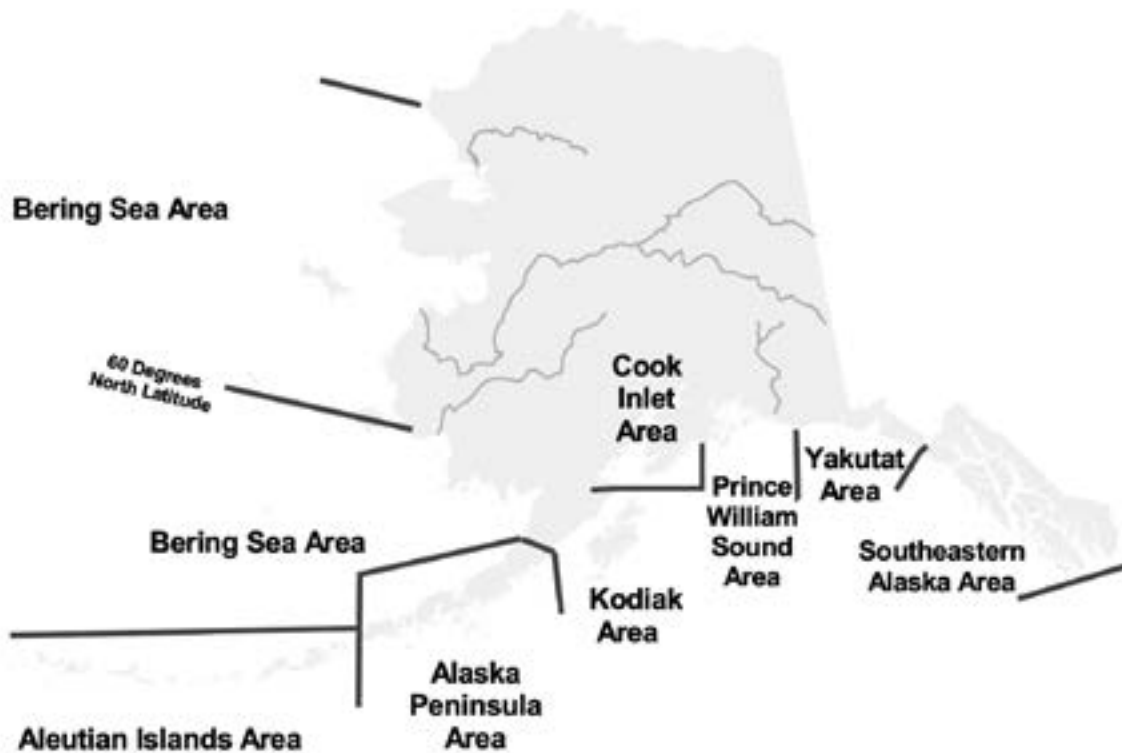 Bering Sea Area
60 Degrees
North Latitude
Cook
Inlet
Area
Yakutat
Area
Prince
William
Sound
Area
Bering Sea Area
Southeastern
Alaska Area
Kodiak
Area
Alaska
Peninsula
Area
Aleutian Islands Area